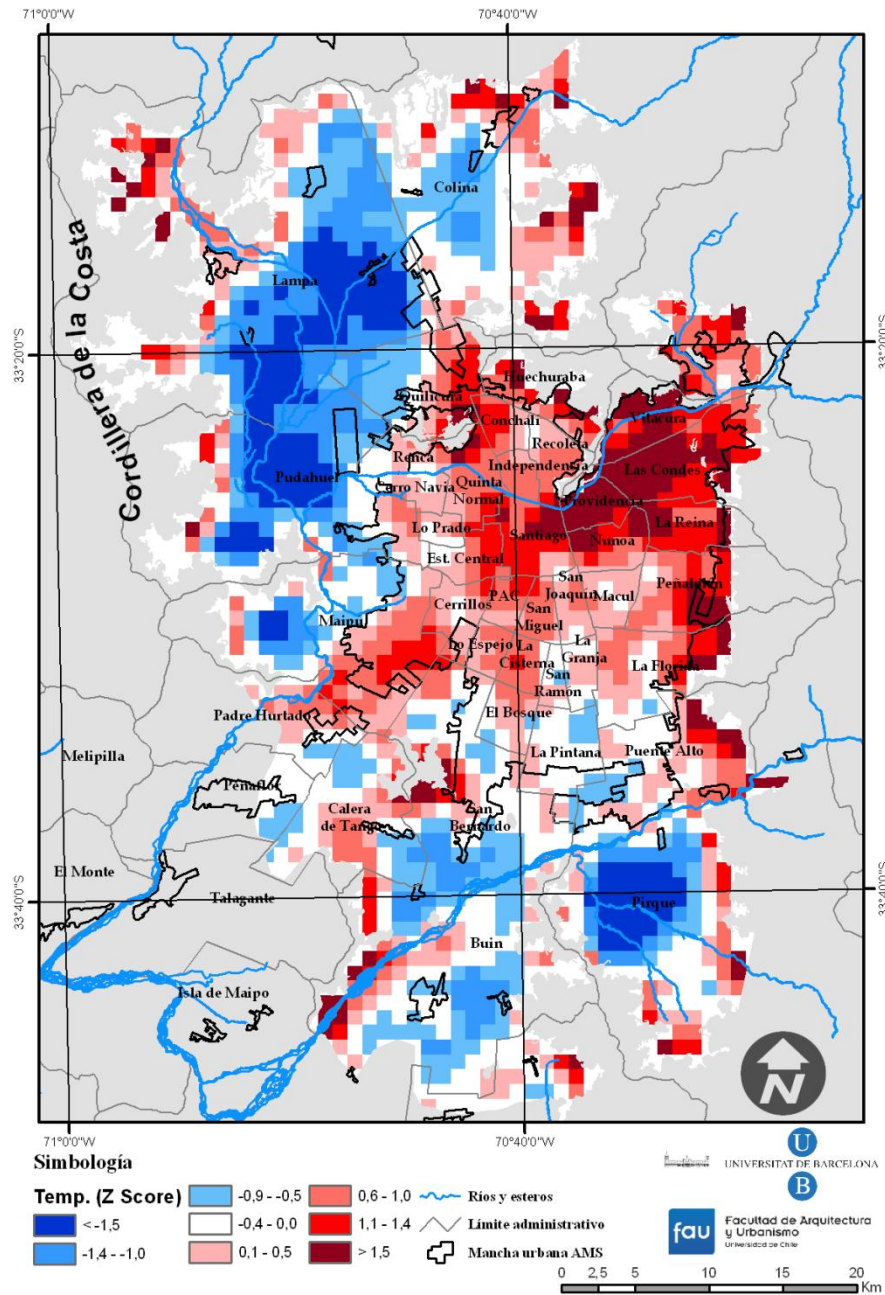 71°0'0"W
70°40'0"W
Colina
Cordillera de la Costa
Lampa
33°20'0"S
33°20'0"S
Huechuraba
Quilicura
Conchalí
Vitacura
Recoleta
Renca
Independencia
Las Condes
Pudahuel
Quinta
Normal
erro Navia
Providencia
Lo Prado
Santiago
La Reina
Ñunoa
Est. Central
San
Joaquín
Peñalolén
PAC
Macul
Cerrillos
San
Miguel
Maipu
Lo Espejo
La
Cisterna
La
Granja
La Florida
San
Ramón
Padre Hurtado
El Bosque
Melipilla
La Pintana
Puente Alto
Peñaflor
Calera
de Tango
San
Bernardo
El Monte
33°40'0"S
33°40'0"S
Talagante
Pirque
Buin
Isla de Maipo
N
71°0'0"W
70°40'0"W
Simbología
Temp. (Z Score)
< -1,5
-1,4 - -1,0
-0,9 - -0,5
-0,4 - 0,0
0,1 - 0,5
0,6 - 1,0
1,1 - 1,4
> 1,5
Ríos y esteros
Límite administrativo
Mancha urbana AMS
U
UNIVERSITAT DE BARCELONA
B
fau
Facultad de Arquitectura
y Urbanismo
Universidad de Chile
0 2,5 5 10 15 20
Km